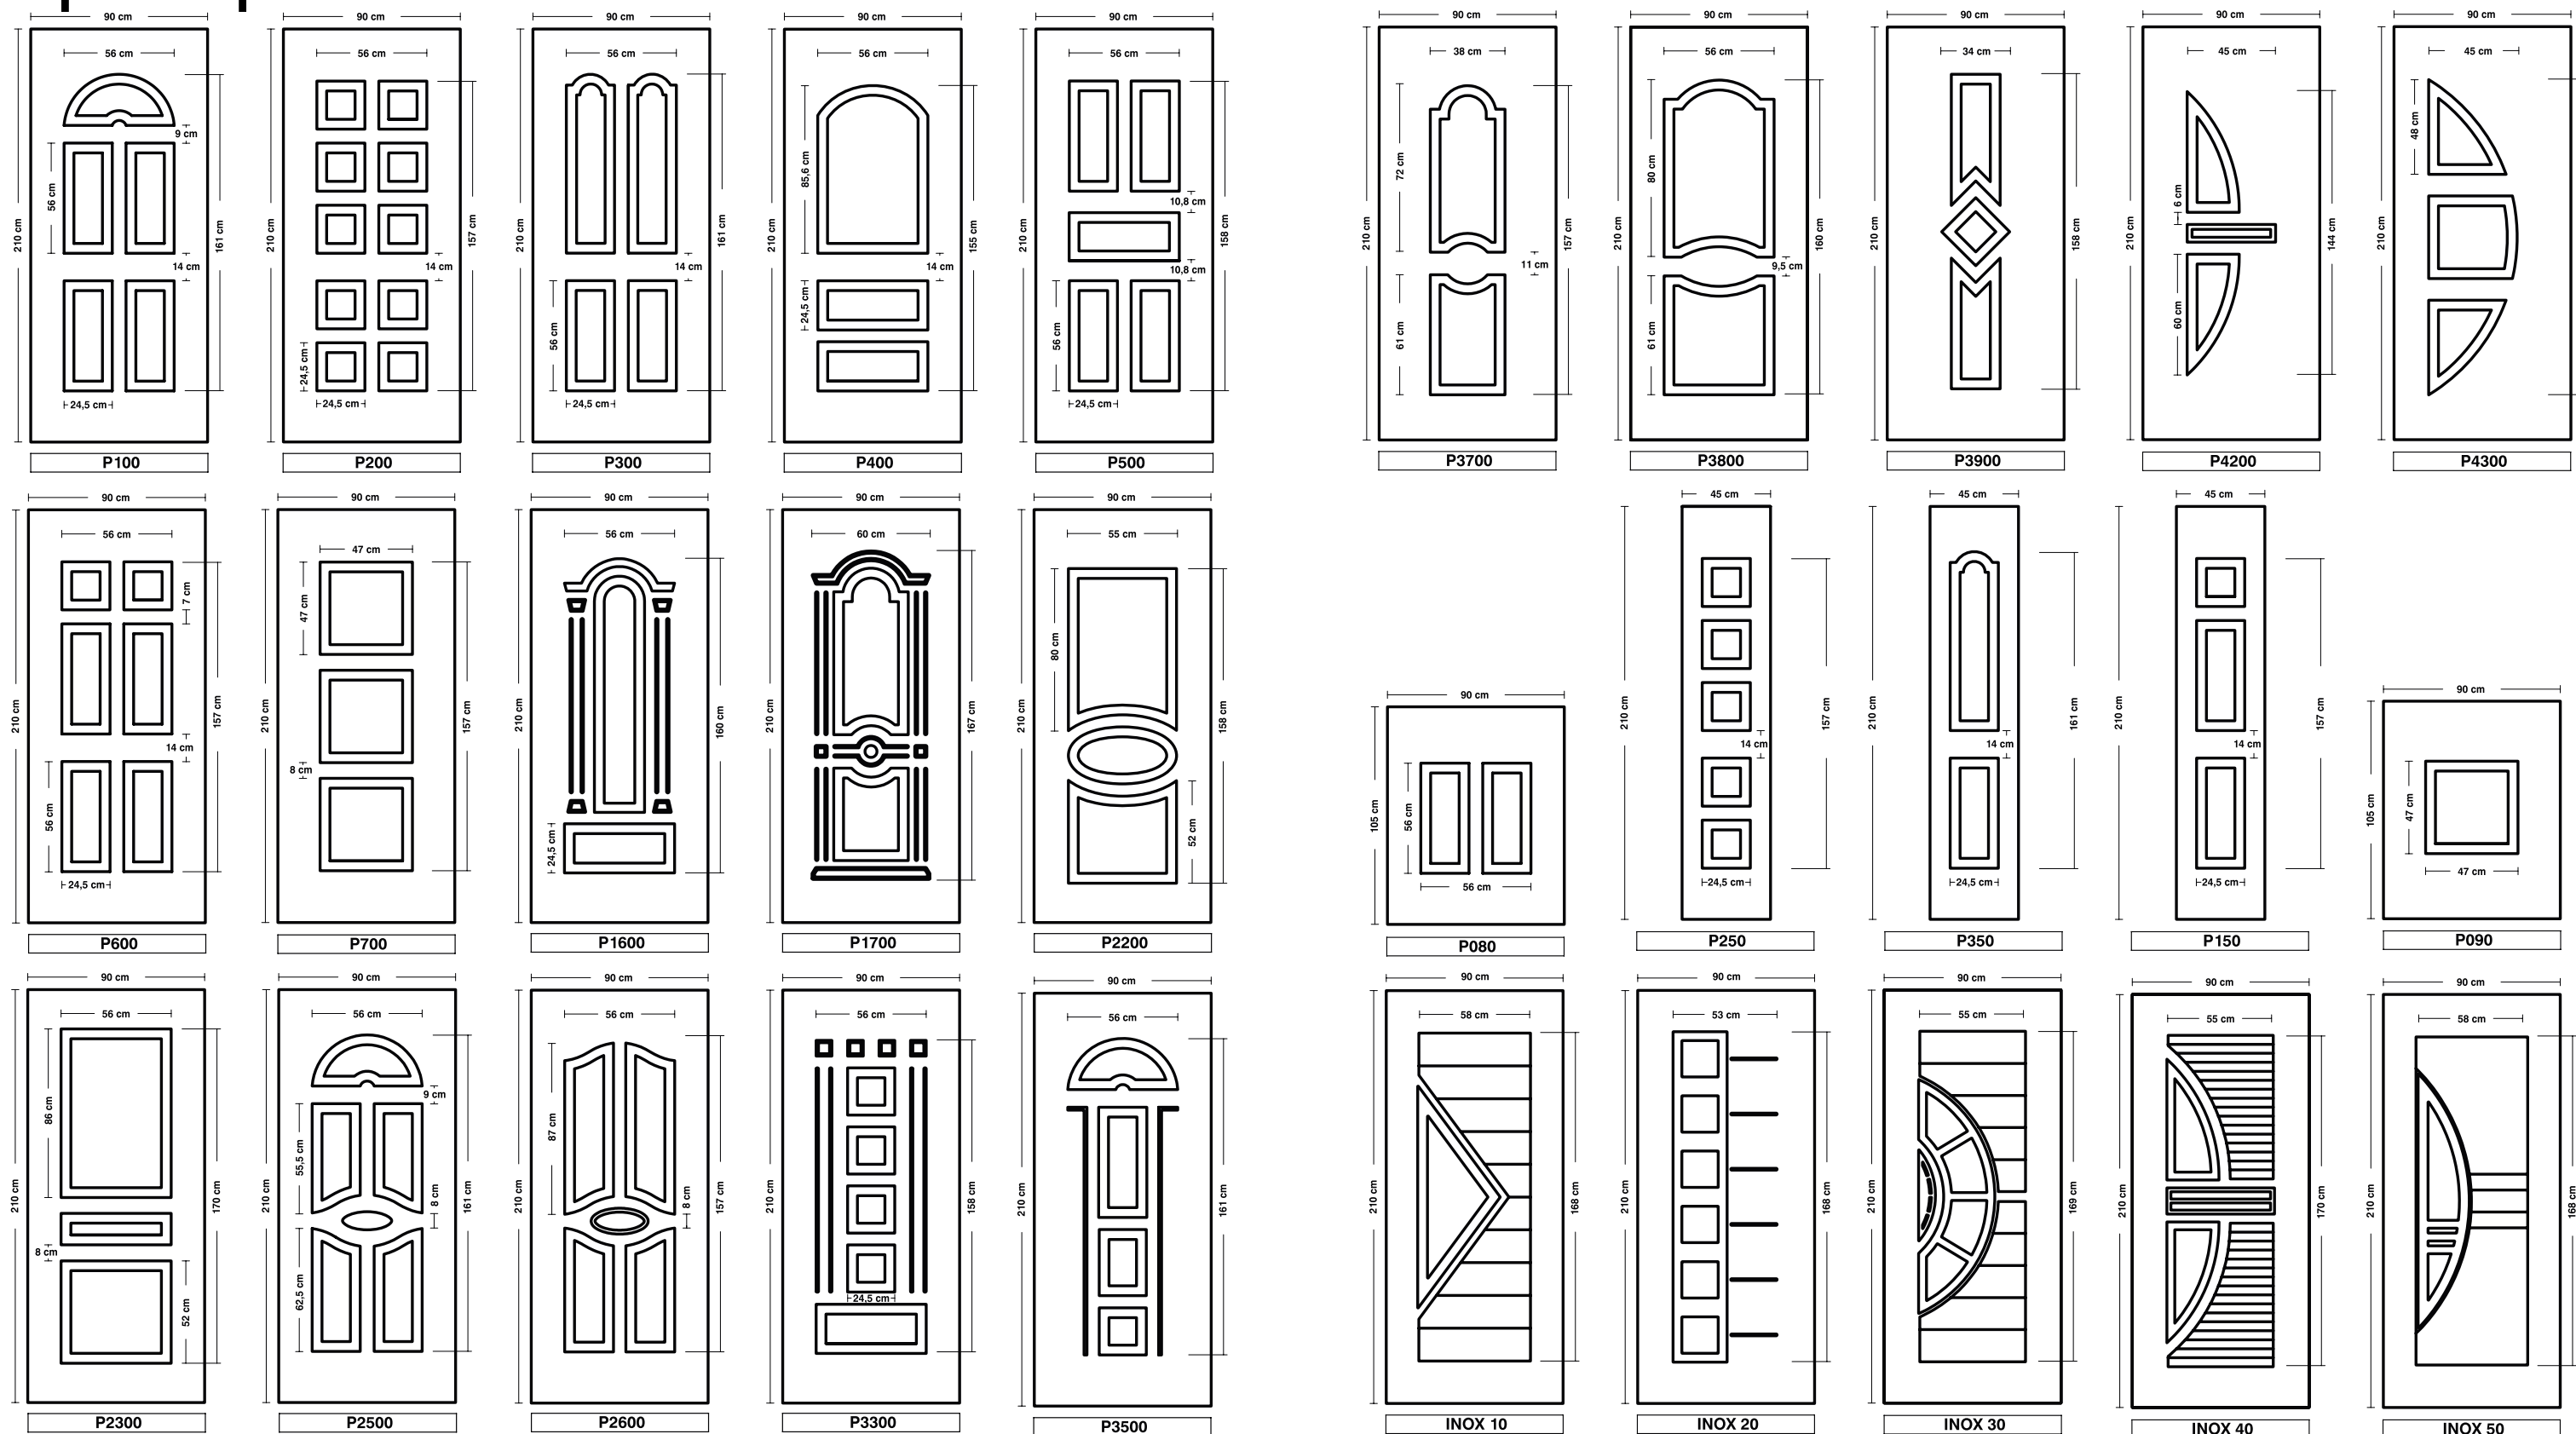 90 cm
56 cm
9 cm
56 cm
210 cm
161 cm
14 cm
24,5 cm
P100
90 cm
56 cm
210 cm
157 cm
14 cm
24,5 cm
24,5 cm
P200
90 cm
56 cm
210 cm
161 cm
14 cm
56 cm
24,5 cm
P300
90 cm
56 cm
85,6 cm
210 cm
155 cm
14 cm
24,5 cm
P400
90 cm
56 cm
10,8 cm
210 cm
158 cm
10,8 cm
56 cm
24,5 cm
P500
90 cm
38 cm
72 cm
210 cm
157 cm
11 cm
61 cm
P3700
90 cm
56 cm
80 cm
210 cm
160 cm
9,5 cm
61 cm
P3800
90 cm
34 cm
210 cm
158 cm
P3900
90 cm
45 cm
6 cm
210 cm
144 cm
60 cm
P4200
90 cm
45 cm
48 cm
210 cm
P4300
90 cm
56 cm
7 cm
210 cm
157 cm
14 cm
56 cm
24,5 cm
P600
90 cm
47 cm
47 cm
210 cm
157 cm
8 cm
P700
90 cm
56 cm
210 cm
160 cm
24,5 cm
P1600
90 cm
60 cm
210 cm
167 cm
P1700
90 cm
55 cm
80 cm
210 cm
158 cm
52 cm
P2200
90 cm
105 cm
56 cm
56 cm
P080
45 cm
210 cm
157 cm
14 cm
24,5 cm
P250
45 cm
210 cm
161 cm
14 cm
24,5 cm
P350
45 cm
210 cm
157 cm
14 cm
24,5 cm
P150
90 cm
105 cm
47 cm
47 cm
P090
90 cm
56 cm
86 cm
210 cm
170 cm
8 cm
52 cm
P2300
90 cm
56 cm
9 cm
55,5 cm
210 cm
8 cm
161 cm
62,5 cm
P2500
90 cm
56 cm
87 cm
210 cm
8 cm
157 cm
P2600
90 cm
56 cm
210 cm
158 cm
24,5 cm
P3300
90 cm
56 cm
210 cm
161 cm
P3500
90 cm
58 cm
210 cm
168 cm
INOX 10
90 cm
53 cm
210 cm
168 cm
INOX 20
90 cm
55 cm
210 cm
169 cm
INOX 30
90 cm
55 cm
210 cm
170 cm
INOX 40
90 cm
58 cm
210 cm
168 cm
INOX 50